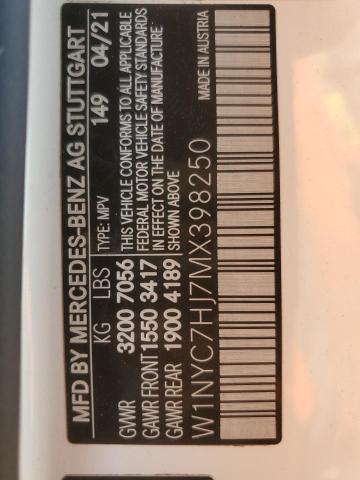 MFD BY MERCEDES-BENZ AG STUTTGART
KG LBS TYPE: MPV 149 04/21
GVWR 3200 7056
GAWR FRONT 1550 3417
GAWR REAR 1900 4189
THIS VEHICLE CONFORMS TO ALL APPLICABLE
FEDERAL MOTOR VEHICLE SAFETY STANDARDS
IN EFFECT ON THE DATE OF MANUFACTURE
SHOWN ABOVE
MADE IN AUSTRIA
W1NYC7HJ7MX398250